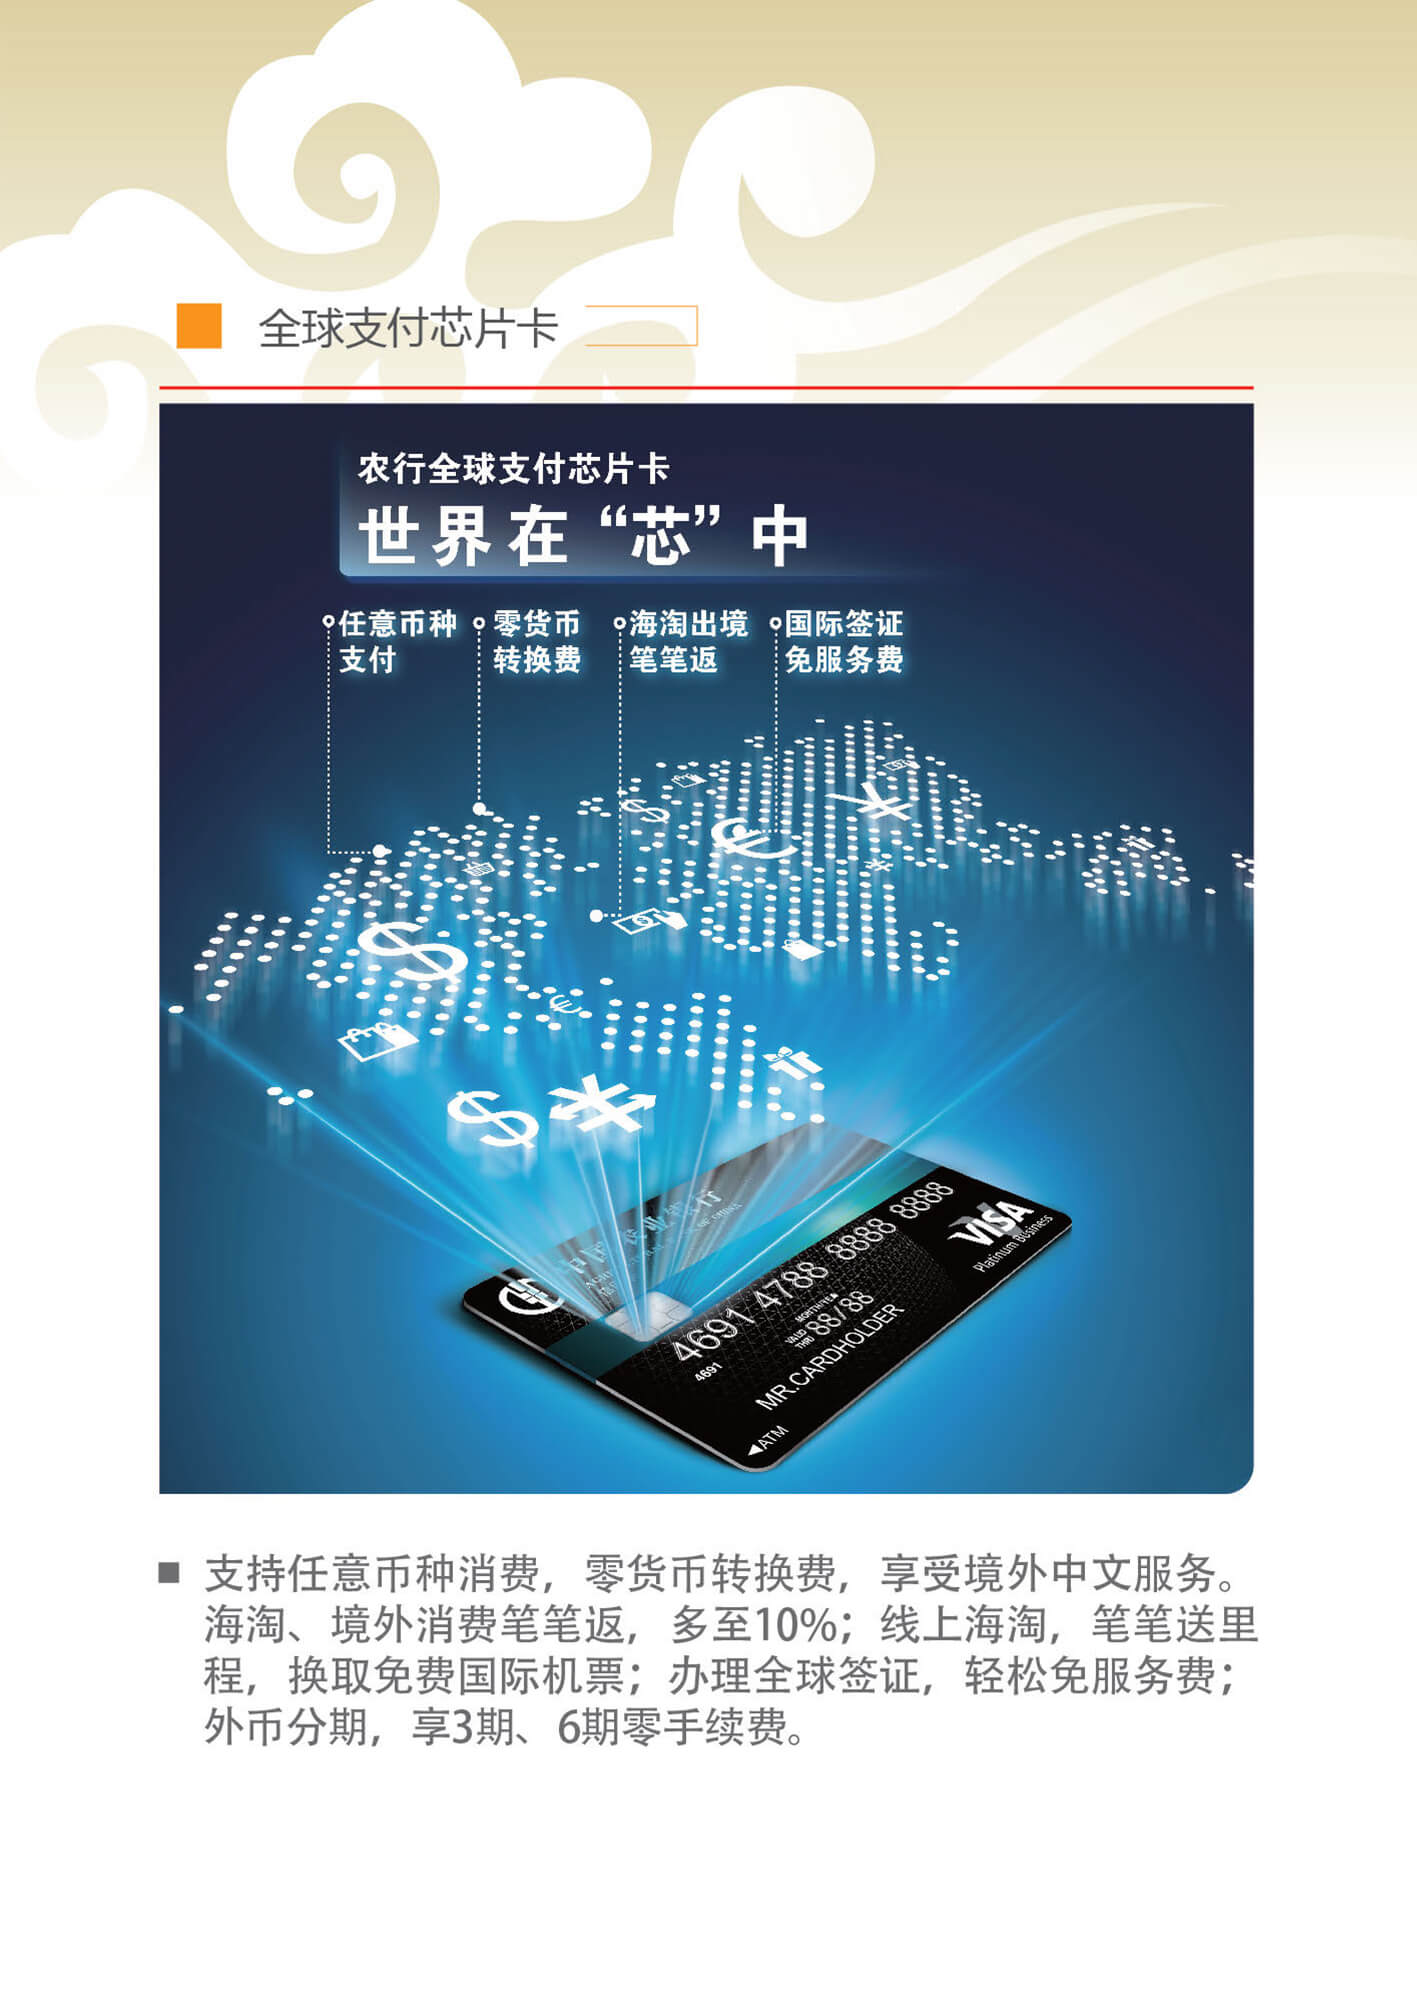 全球支付芯片卡
农行全球支付芯片卡
世界在“芯”中
任意币种
支付
零货币
转换费
海淘出境
笔笔返
国际签证
免服务费
4691 4788 8888 8888
4691
VALID
THRU
88/88
MR.CARDHOLDER
ATM
VISA
Platinum Business
支持任意币种消费，零货币转换费，享受境外中文服务。
海淘、境外消费笔笔返，多至10%；线上海淘，笔笔送里
程，换取免费国际机票；办理全球签证，轻松免服务费；
外币分期，享3期、6期零手续费。